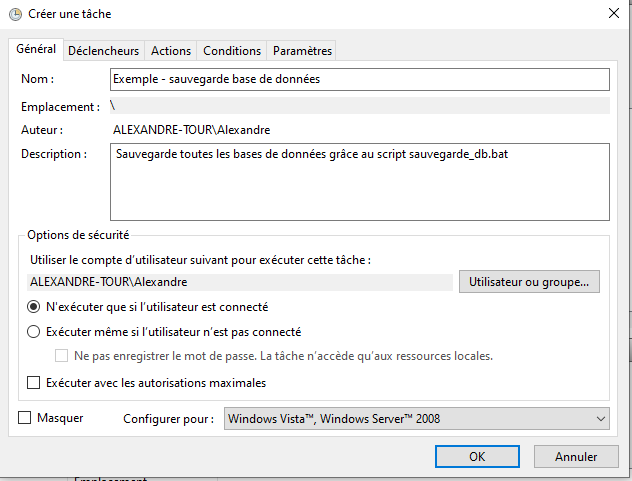 Créer une tâche
Général Déclencheurs Actions Conditions Paramètres
Nom : Exemple - sauvegarde base de données
Emplacement : \
Auteur : ALEXANDRE-TOUR\Alexandre
Description : Sauvegarde toutes les bases de données grâce au script sauvegarde_db.bat
Options de sécurité
Utiliser le compte d'utilisateur suivant pour exécuter cette tâche :
ALEXANDRE-TOUR\Alexandre Utilisateur ou groupe...
N'exécuter que si l'utilisateur est connecté
Exécuter même si l'utilisateur n'est pas connecté
Ne pas enregistrer le mot de passe. La tâche n'accède qu'aux ressources locales.
Exécuter avec les autorisations maximales
Masquer Configurer pour : Windows Vista™, Windows Server™ 2008
OK Annuler
Emplacement